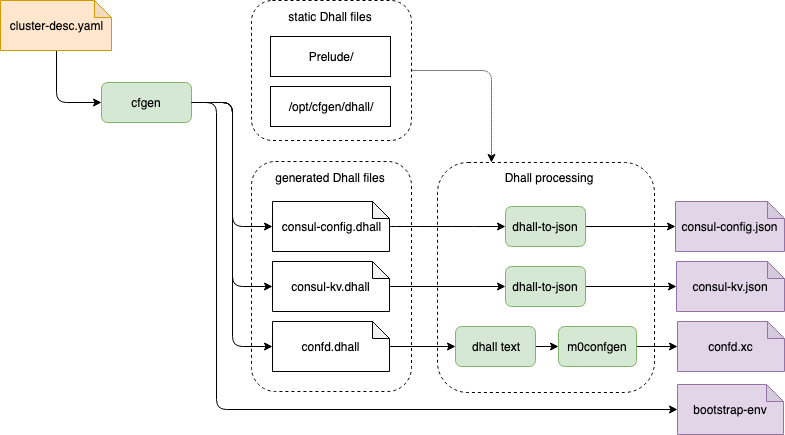 cluster-desc.yaml
static Dhall files
Prelude/
cfgen
/opt/cfgen/dhall/
generated Dhall files
Dhall processing
consul-config.dhall
dhall-to-json
consul-config.json
consul-kv.dhall
dhall-to-json
consul-kv.json
confd.dhall
dhall text
m0confgen
confd.xc
bootstrap-env